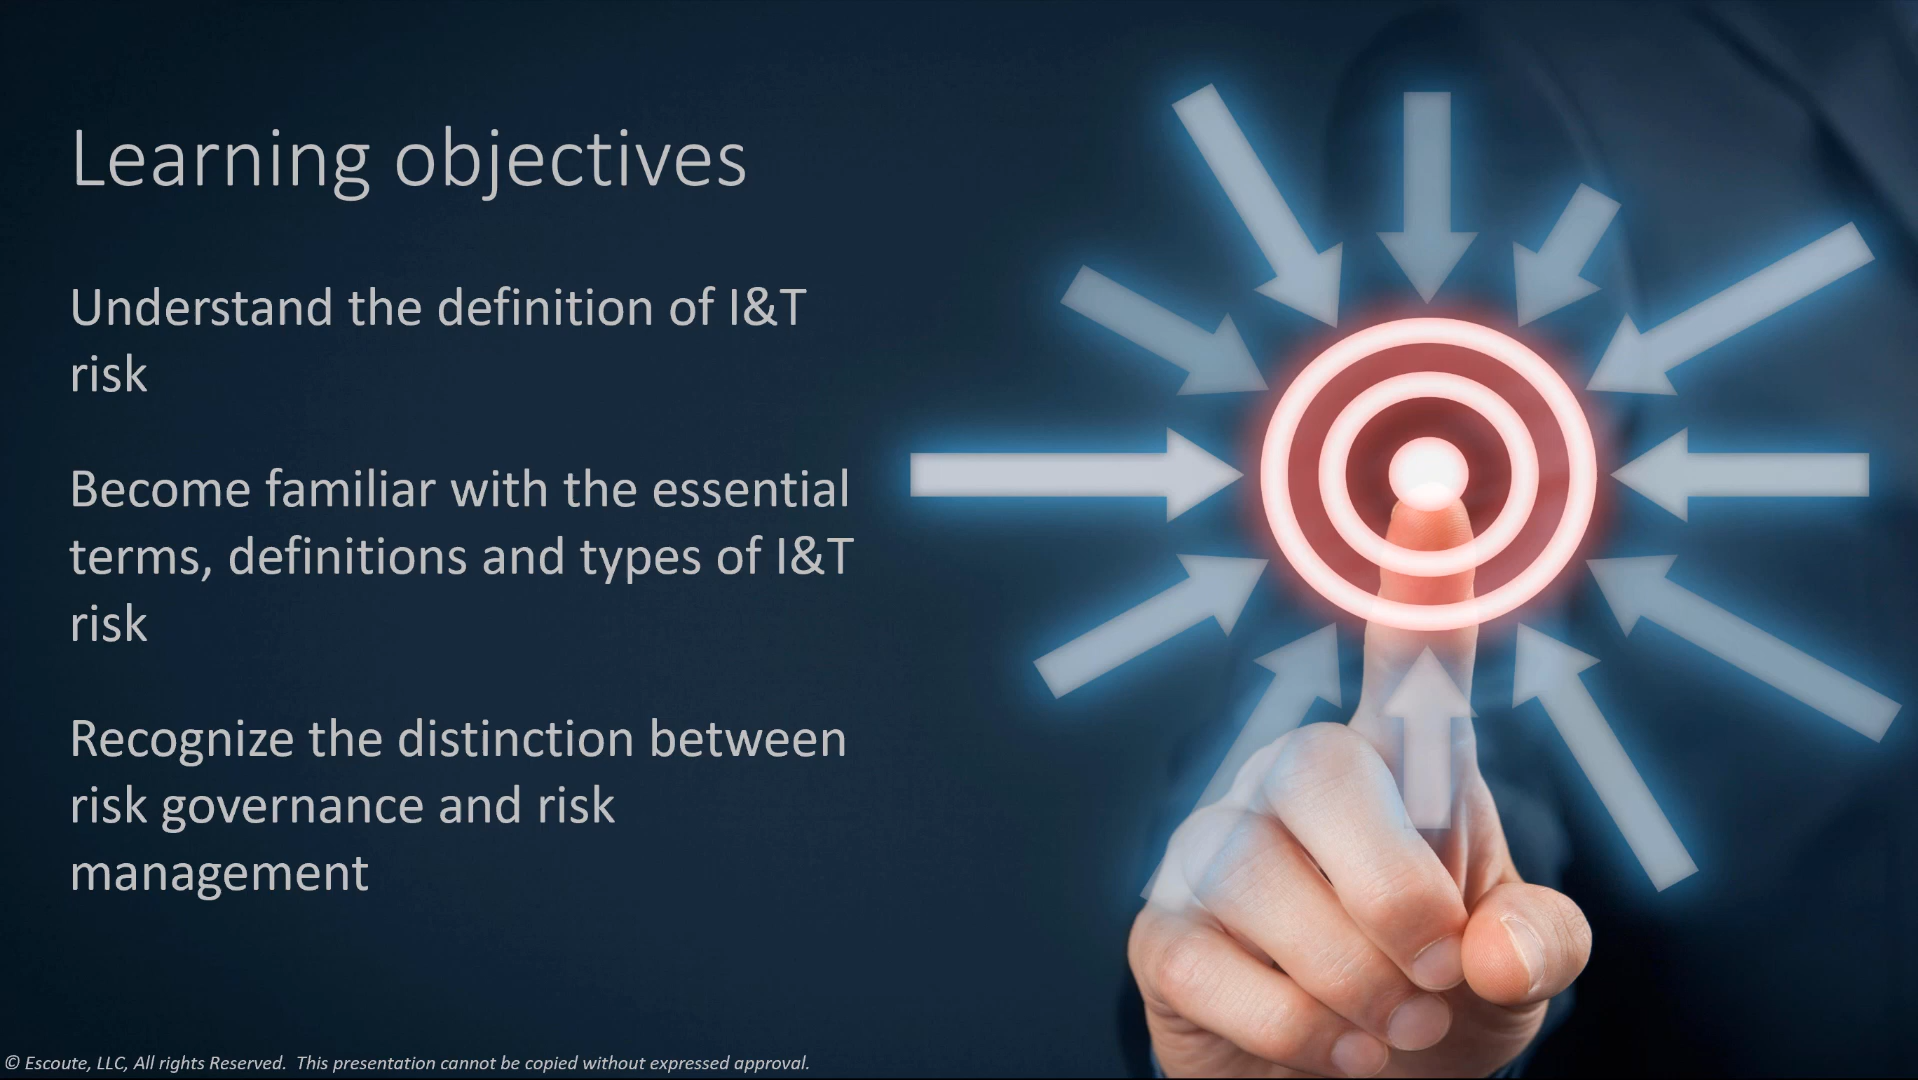 Learning objectives
Understand the definition of I&T
risk
Become familiar with the essential
terms, definitions and types of I&T
risk
Recognize the distinction between
risk governance and risk
management
© Escoute, LLC, All rights Reserved.  This presentation cannot be copied without expressed approval.